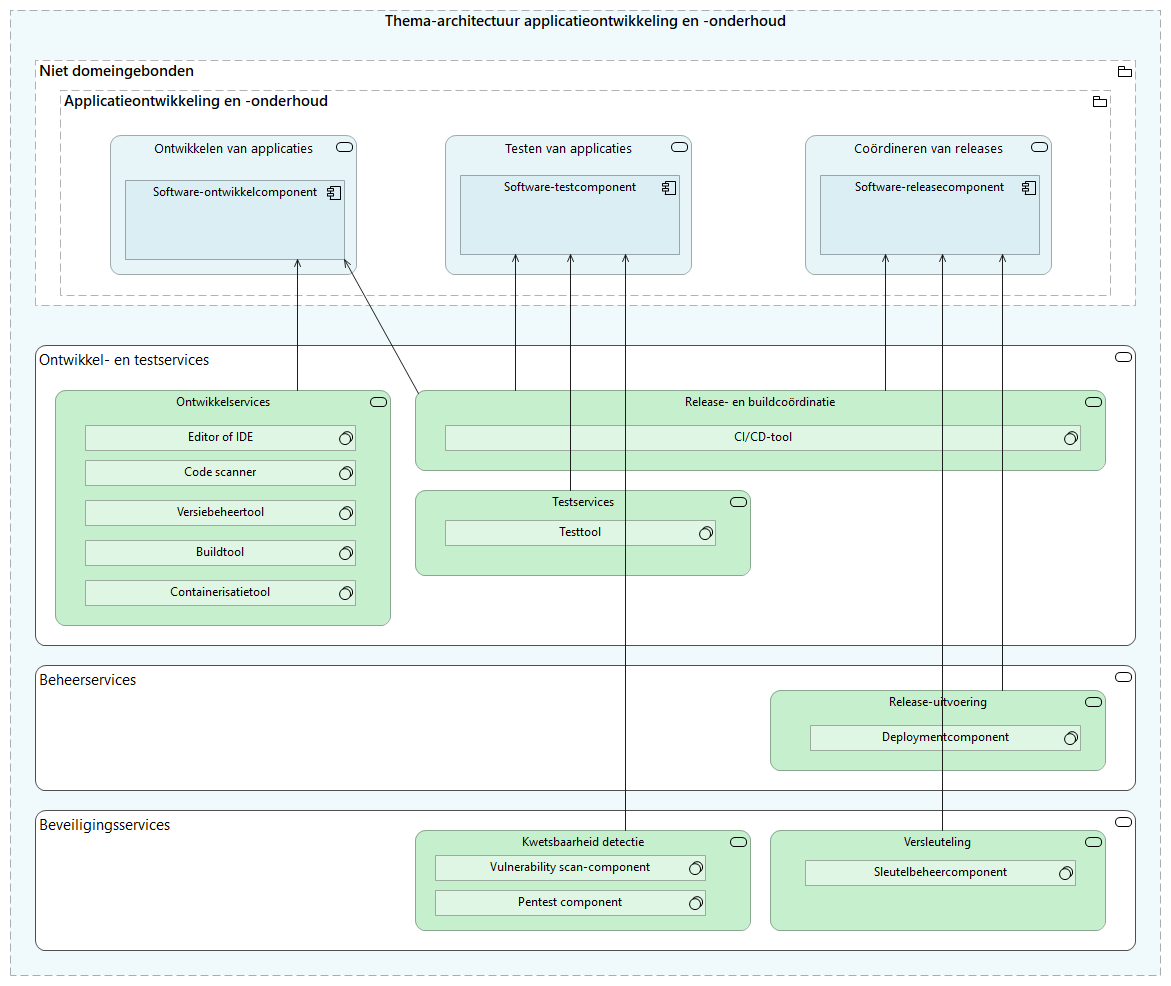 Thema-architectuur applicatieontwikkeling en -onderhoud
Niet domeingebonden
Applicatieontwikkeling en -onderhoud
Ontwikkelen van applicaties
Software-ontwikkelcomponent
Testen van applicaties
Software-testcomponent
Coördineren van releases
Software-releasecomponent
Ontwikkel- en testservices
Ontwikkelservices
Editor of IDE
Code scanner
Versiebeheertool
Buildtool
Containerisatietool
Release- en buildcoördinatie
CI/CD-tool
Testservices
Testtool
Beheerservices
Release-uitvoering
Deploymentcomponent
Beveiligingsservices
Kwetsbaarheid detectie
Vulnerability scan-component
Pentest component
Versleuteling
Sleutelbeheercomponent